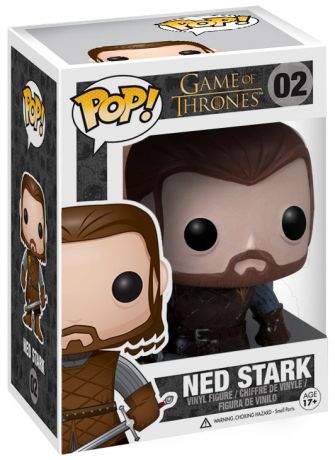 POP!
GAME OF
THRONES™
02
POP!
NED STARK
02
NED STARK
VINYL FIGURE / CHIFFRE DE VINYLE /
FIGURA DE VINILO
WARNING: CHOKING HAZARD - Small Parts.
AGE
17+